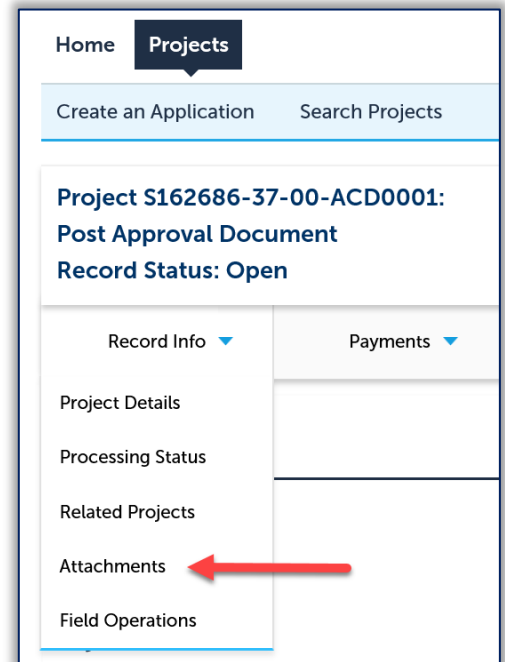 Home Projects
Create an Application Search Projects
Project S162686-37-00-ACD0001:
Post Approval Document
Record Status: Open
Record Info Payments
Project Details
Processing Status
Related Projects
Attachments
Field Operations